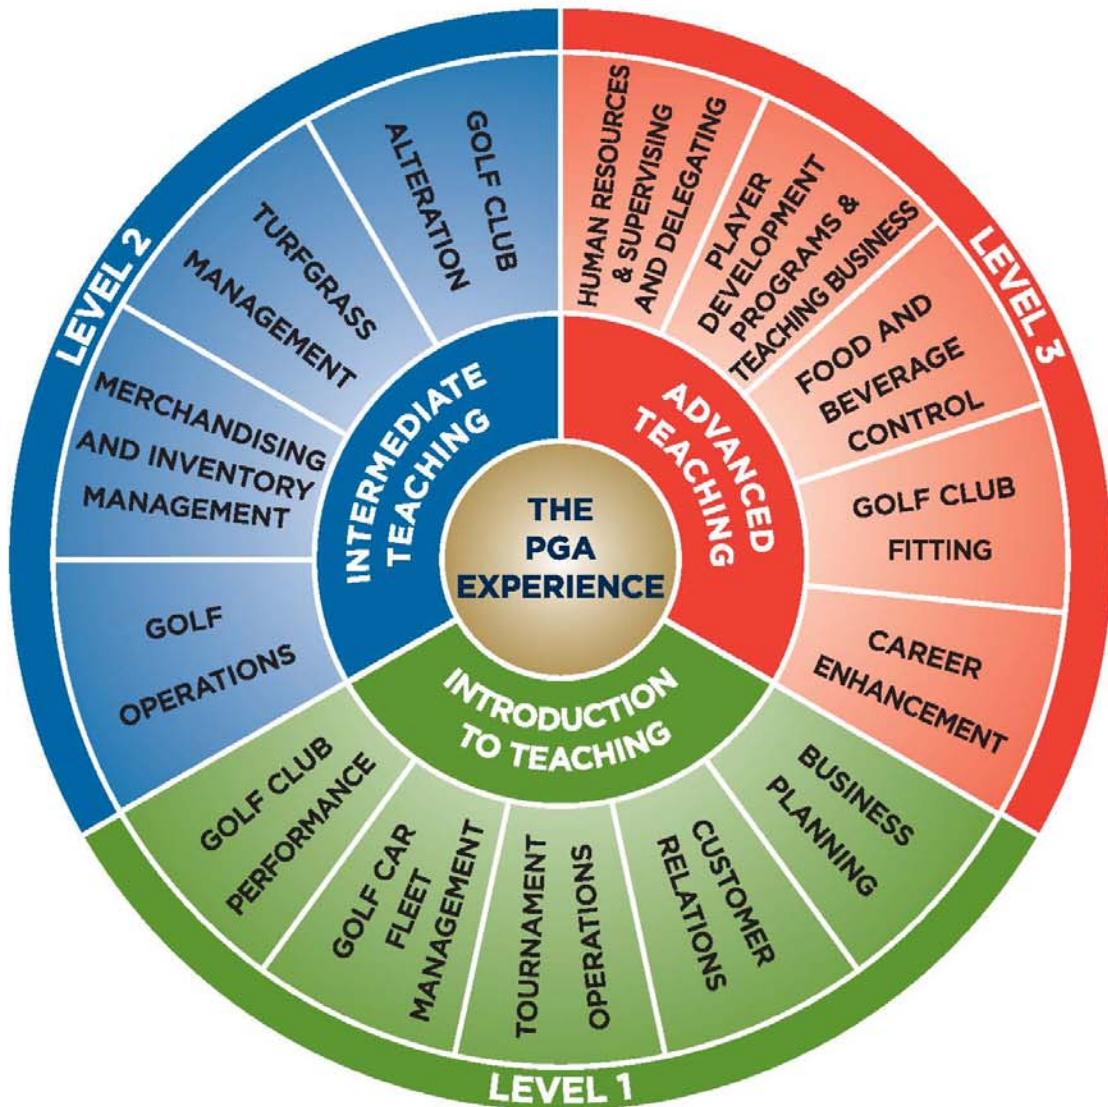 THE
PGA
EXPERIENCE
LEVEL 1
INTRODUCTION
TO TEACHING
GOLF CLUB
PERFORMANCE
GOLF CAR
FLEET
MANAGEMENT
TOURNAMENT
OPERATIONS
CUSTOMER
RELATIONS
BUSINESS
PLANNING
LEVEL 2
INTERMEDIATE
TEACHING
GOLF
OPERATIONS
MERCHANDISING
AND INVENTORY
MANAGEMENT
TURFGRASS
MANAGEMENT
GOLF CLUB
ALTERATION
LEVEL 3
ADVANCED
TEACHING
HUMAN RESOURCES
& SUPERVISING
AND DELEGATING
PLAYER
DEVELOPMENT
PROGRAMS &
TEACHING BUSINESS
FOOD AND
BEVERAGE
CONTROL
GOLF CLUB
FITTING
CAREER
ENHANCEMENT